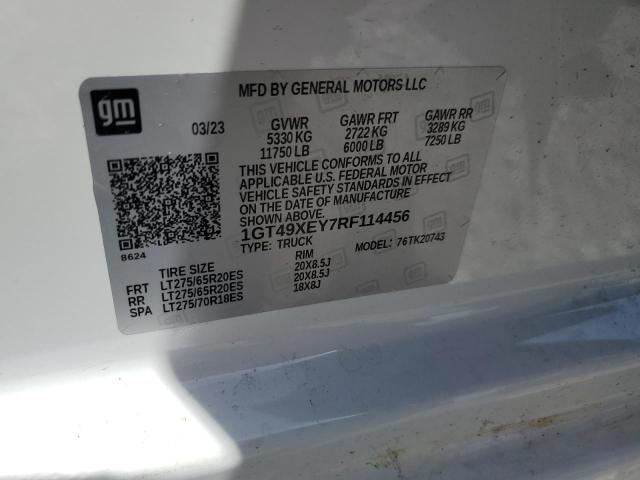 MFD BY GENERAL MOTORS LLC
gm
03/23 GVWR GAWR FRT GAWR RR
5330 KG 2722 KG 3289 KG
11750 LB 6000 LB 7250 LB
THIS VEHICLE CONFORMS TO ALL
APPLICABLE U.S. FEDERAL MOTOR
VEHICLE SAFETY STANDARDS IN EFFECT
ON THE DATE OF MANUFACTURE
SHOWN ABOVE.
1GT49XEY7RF114456
8624 TYPE: TRUCK MODEL: 76TK20743
TIRE SIZE RIM
FRT LT275/65R20ES 20X8.5J
RR LT275/65R20ES 20X8.5J
SPA LT275/70R18ES 18X8J